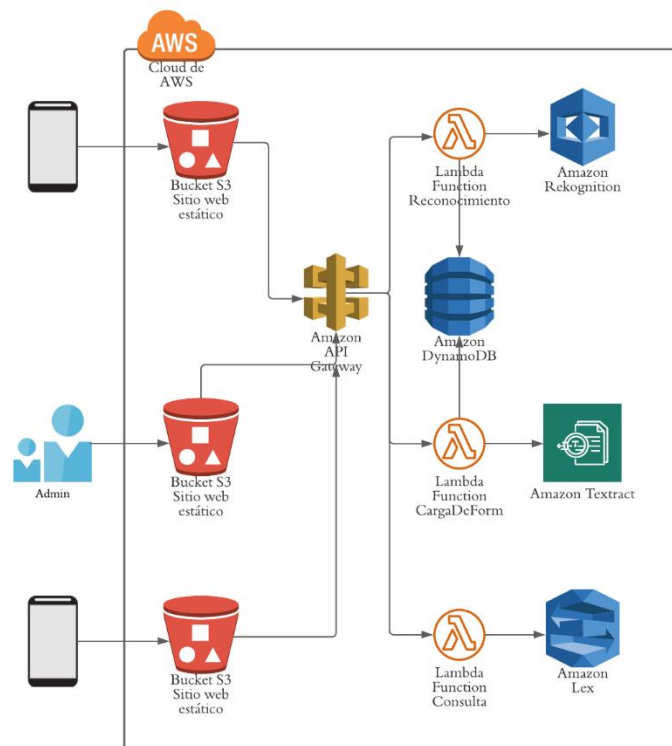 AWS
Cloud de
AWS
Bucket S3
Sitio web
estático
Lambda
Function
Reconocimiento
Amazon
Rekognition
Amazon
API
Gateway
Amazon
DynamoDB
Admin
Bucket S3
Sitio web
estático
Lambda
Function
CargaDeForm
Amazon Textract
Bucket S3
Sitio web
estático
Lambda
Function
Consulta
Amazon
Lex